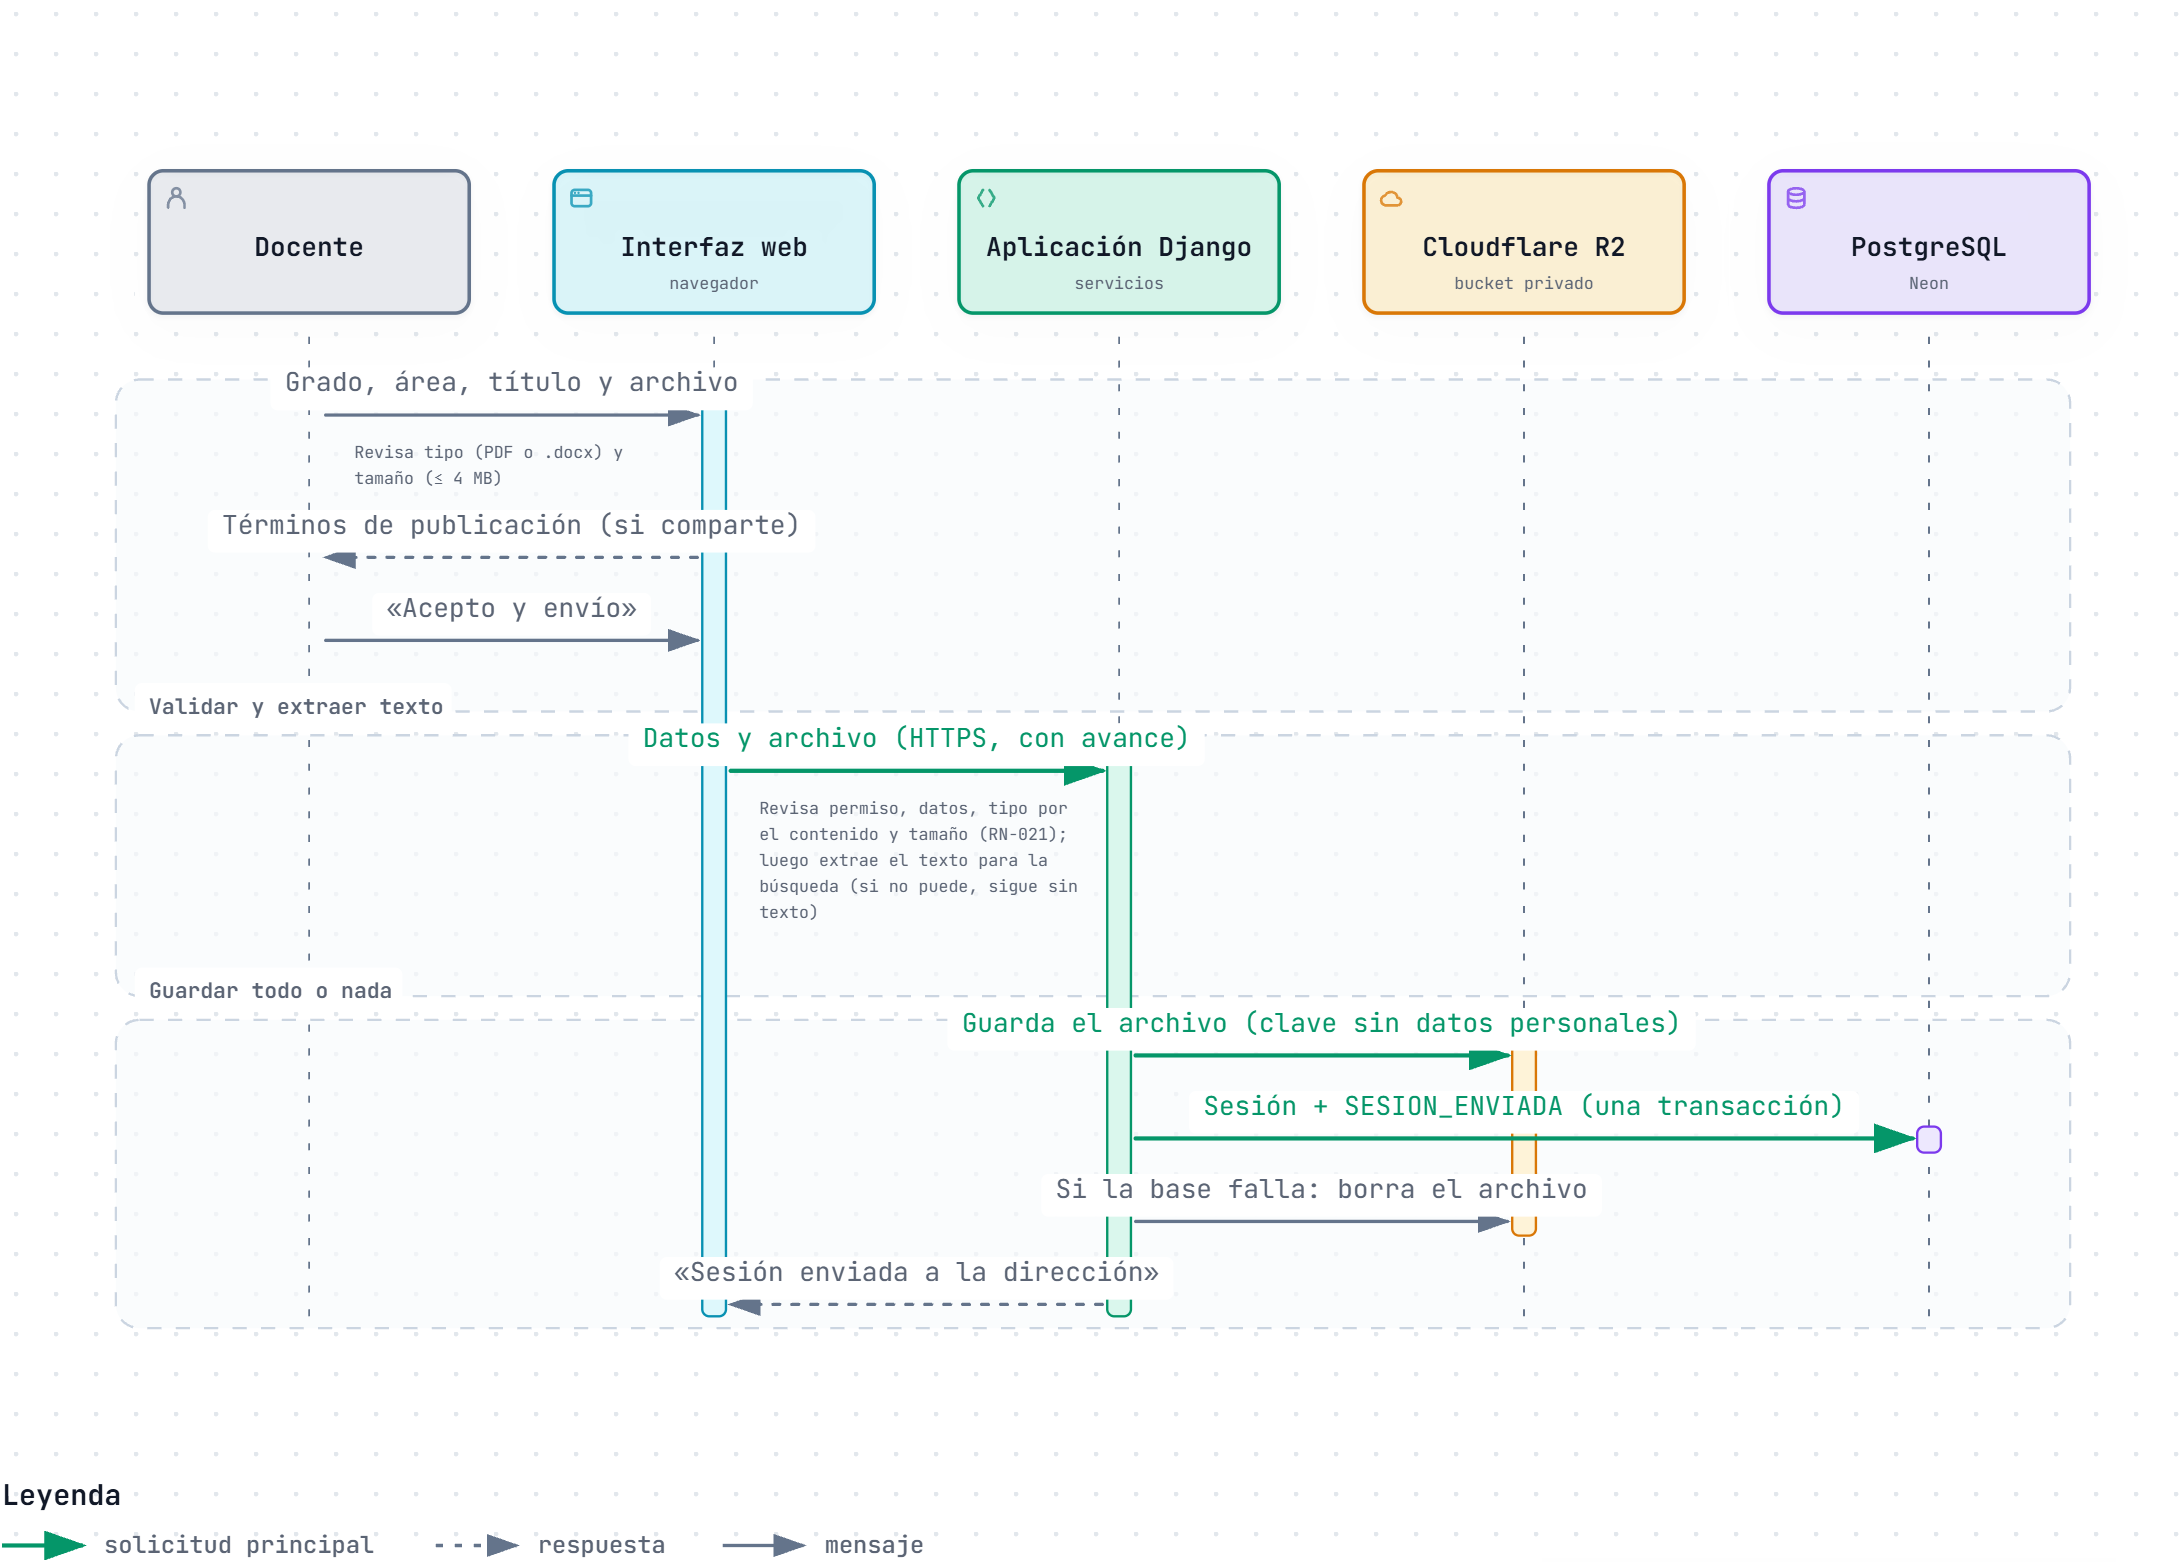 Docente
Interfaz web
navegador
Aplicación Django
servicios
Cloudflare R2
bucket privado
PostgreSQL
Neon
Grado, área, título y archivo
Revisa tipo (PDF o .docx) y
tamaño (≤ 4 MB)
Términos de publicación (si comparte)
«Acepto y envío»
Validar y extraer texto
Datos y archivo (HTTPS, con avance)
Revisa permiso, datos, tipo por
el contenido y tamaño (RN-021);
luego extrae el texto para la
búsqueda (si no puede, sigue sin
texto)
Guardar todo o nada
Guarda el archivo (clave sin datos personales)
Sesión + SESION_ENVIADA (una transacción)
Si la base falla: borra el archivo
«Sesión enviada a la dirección»
Leyenda
solicitud principal
respuesta
mensaje